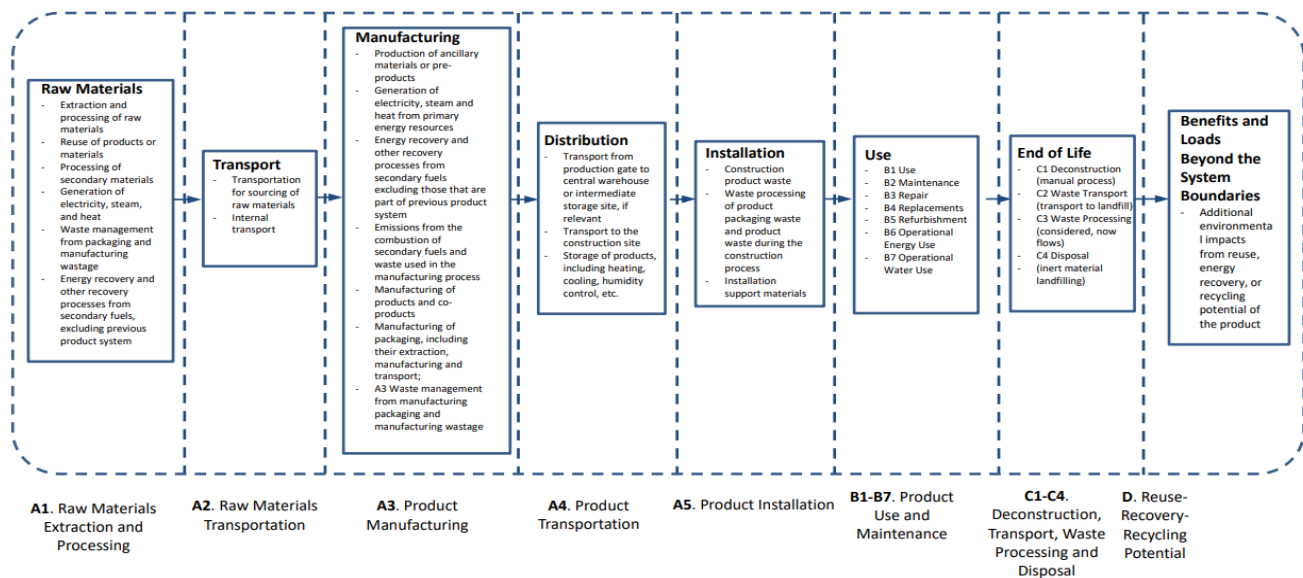 Raw Materials
- Extraction and
processing of raw
materials
- Reuse of products or
materials
- Processing of
secondary materials
- Generation of
electricity, steam,
and heat
- Waste management
from packaging and
manufacturing
wastage
- Energy recovery and
other recovery
processes from
secondary fuels,
excluding previous
product system
Transport
- Transportation
for sourcing of
raw materials
- Internal
transport
Manufacturing
- Production of ancillary
materials or pre-
products
- Generation of
electricity, steam and
heat from primary
energy resources
- Energy recovery and
other recovery
processes from
secondary fuels
excluding those that are
part of previous product
system
- Emissions from the
combustion of
secondary fuels and
waste used in the
manufacturing process
- Manufacturing of
products and co-
products
- Manufacturing of
packaging, including
their extraction,
manufacturing and
transport;
- A3 Waste management
from manufacturing
packaging and
manufacturing wastage
Distribution
- Transport from
production gate to
central warehouse
or intermediate
storage site, if
relevant
- Transport to the
construction site
- Storage of products,
including heating,
cooling, humidity
control, etc.
Installation
- Construction
product waste
- Waste processing
of product
packaging waste
and product
waste during the
construction
process
- Installation
support materials
Use
- B1 Use
- B2 Maintenance
- B3 Repair
- B4 Replacements
- B5 Refurbishment
- B6 Operational
Energy Use
- B7 Operational
Water Use
End of Life
- C1 Deconstruction
(manual process)
- C2 Waste Transport
(transport to landfill)
- C3 Waste Processing
(considered, now
flows)
- C4 Disposal
- (inert material
landfilling)
Benefits and
Loads
Beyond the
System
Boundaries
- Additional
environmenta
l impacts
from reuse,
energy
recovery, or
recycling
potential of
the product
A1. Raw Materials
Extraction and
Processing
A2. Raw Materials
Transportation
A3. Product
Manufacturing
A4. Product
Transportation
A5. Product Installation
B1-B7. Product
Use and
Maintenance
C1-C4.
Deconstruction,
Transport, Waste
Processing and
Disposal
D. Reuse-
Recovery-
Recycling
Potential